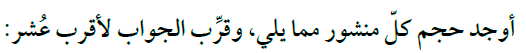 أوجد حجم كلّ منشور مما يلي، وقرِّب الجواب لأقرب عُشر: